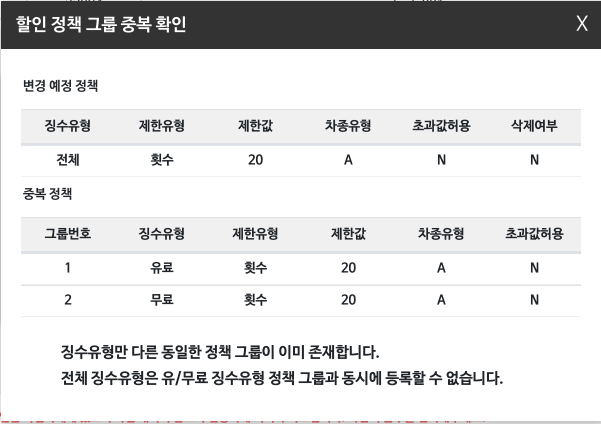 할인 정책 그룹 중복 확인 X
변경 예정 정책
징수유형 제한유형 제한값 차종유형 초과값허용 삭제여부
전체 횟수 20 A N N
중복 정책
그룹번호 징수유형 제한유형 제한값 차종유형 초과값허용
1 유료 횟수 20 A N
2 무료 횟수 20 A N
징수유형만 다른 동일한 정책 그룹이 이미 존재합니다.
전체 징수유형은 유/무료 징수유형 정책 그룹과 동시에 등록할 수 없습니다.